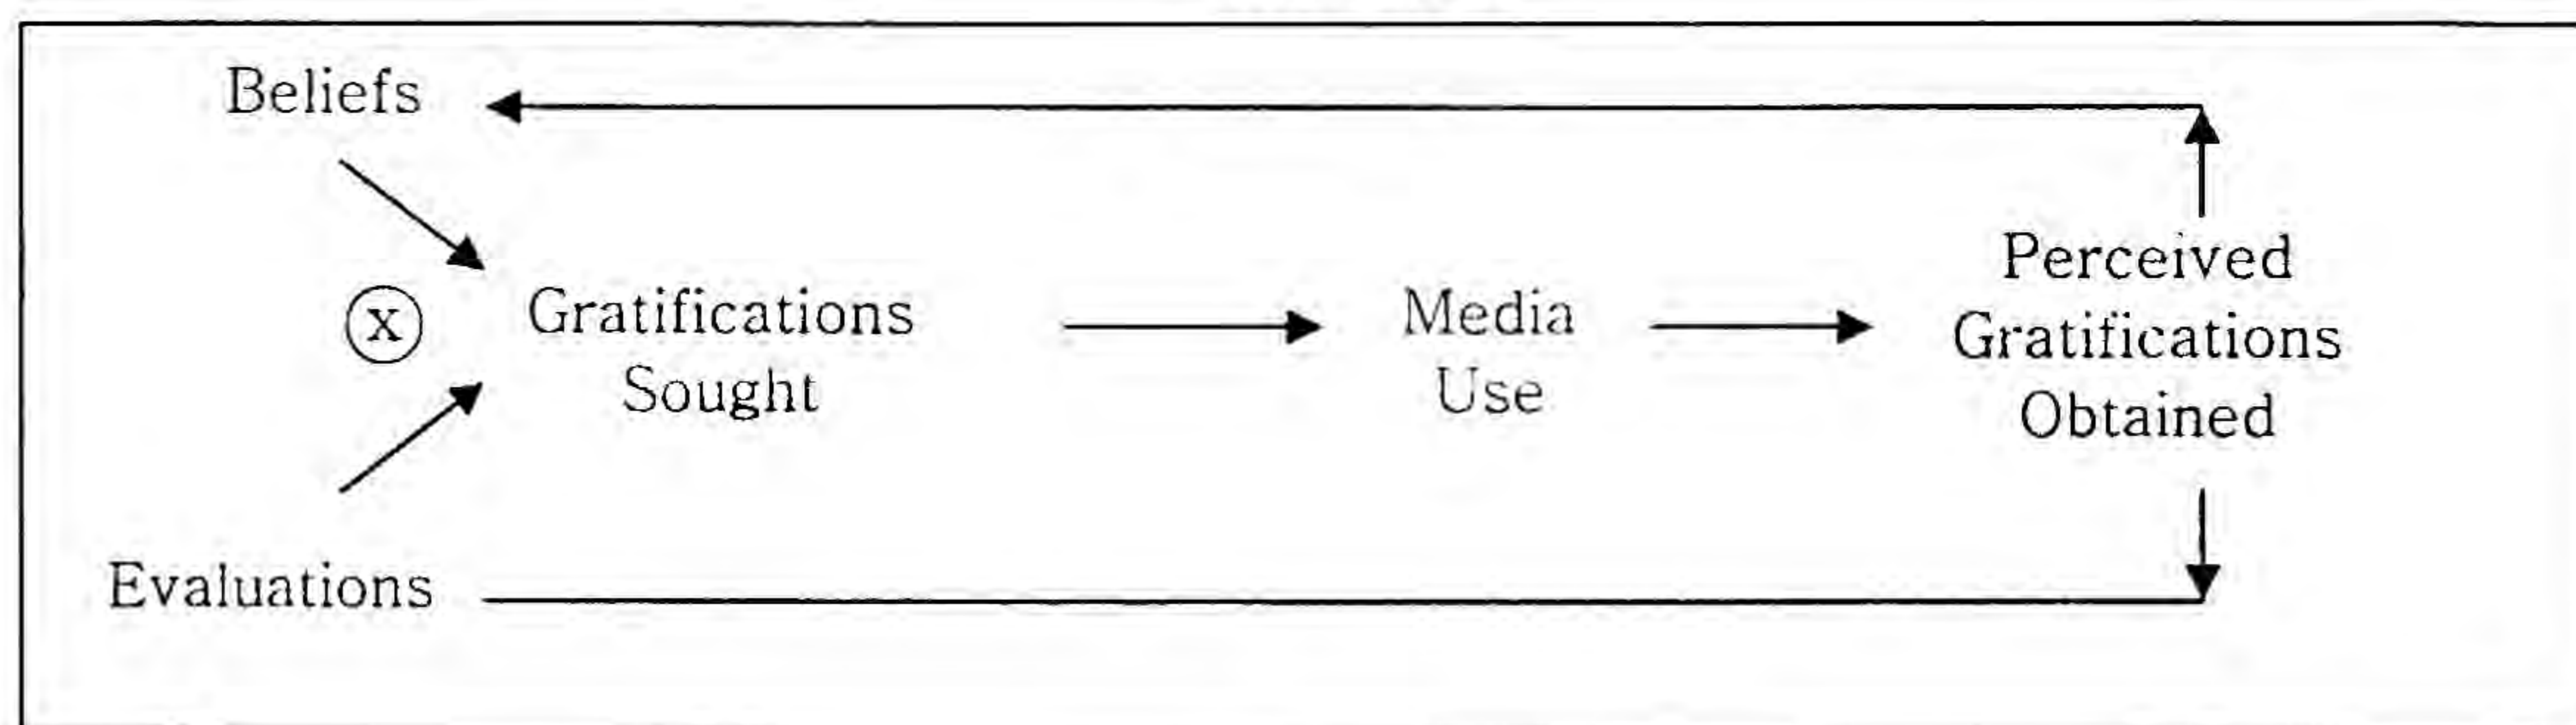 Beliefs
Perceived
Gratifications
Obtained
X
Gratifications
Sought
Media
Use
Evaluations